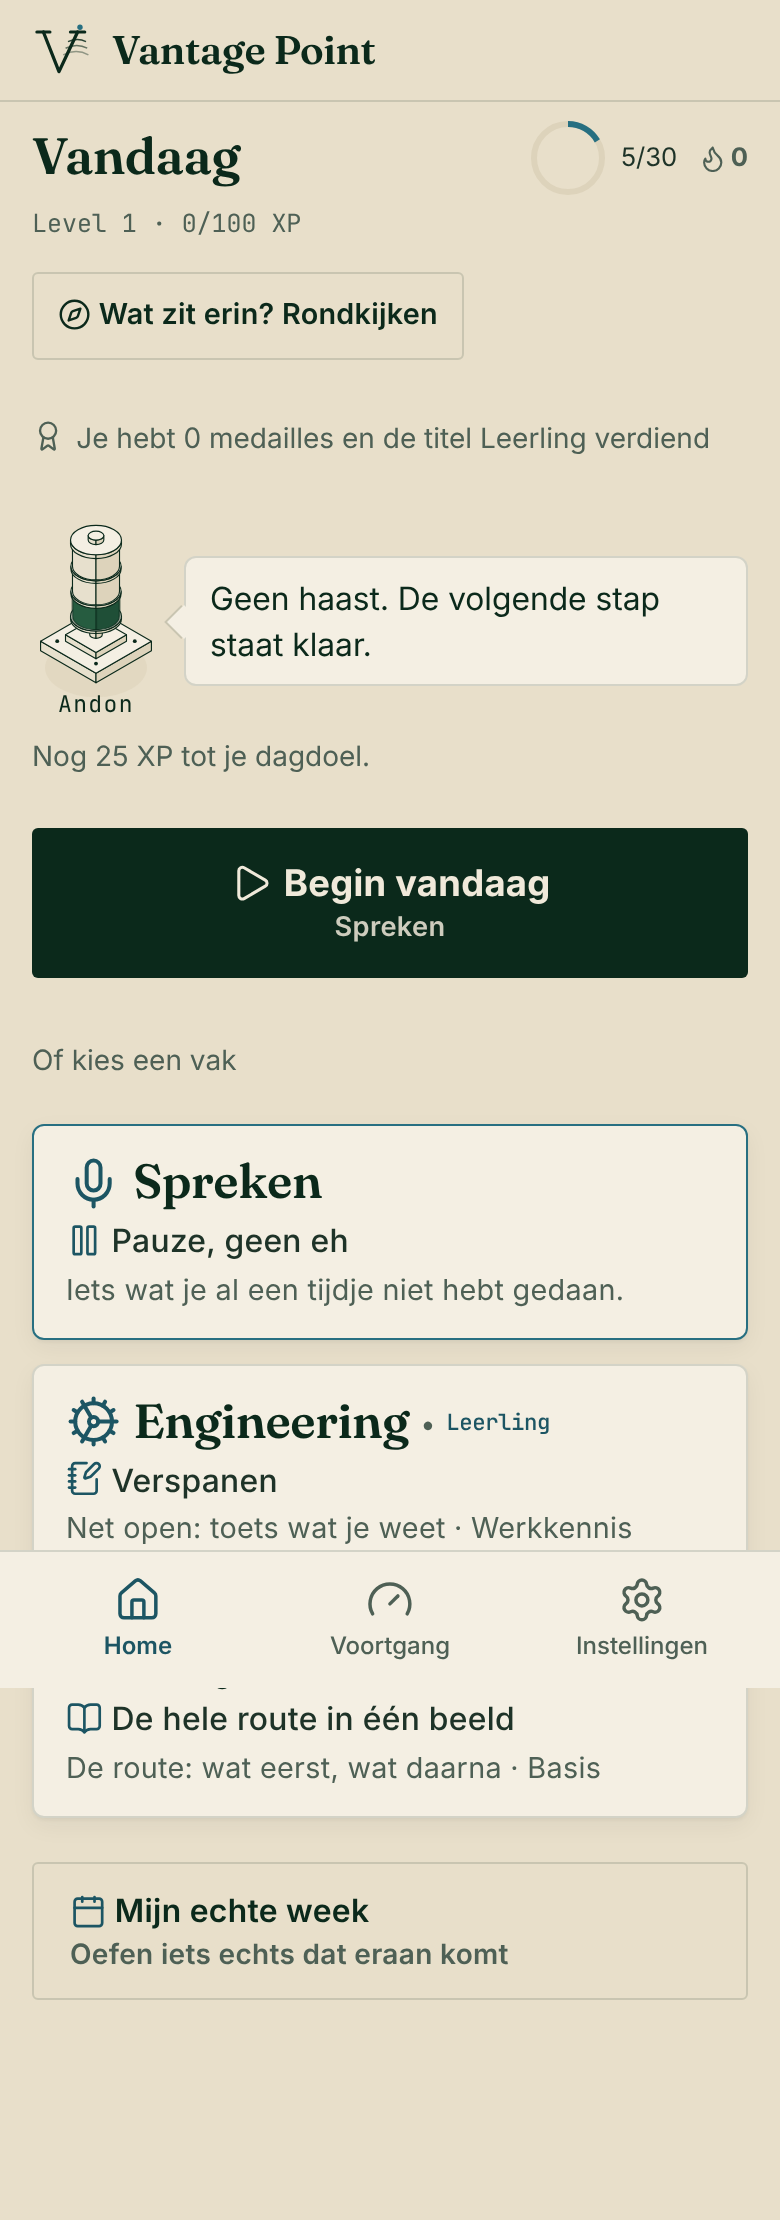 Vantage Point
Vandaag
5/30
0
Level 1 · 0/100 XP
Wat zit erin? Rondkijken
Je hebt 0 medailles en de titel Leerling verdiend
Geen haast. De volgende stap
staat klaar.
Andon
Nog 25 XP tot je dagdoel.
Begin vandaag
Spreken
Of kies een vak
Spreken
Pauze, geen eh
Iets wat je al een tijdje niet hebt gedaan.
Engineering • Leerling
Verspanen
Net open: toets wat je weet · Werkkennis
Home
Voortgang
Instellingen
De hele route in één beeld
De route: wat eerst, wat daarna · Basis
Mijn echte week
Oefen iets echts dat eraan komt